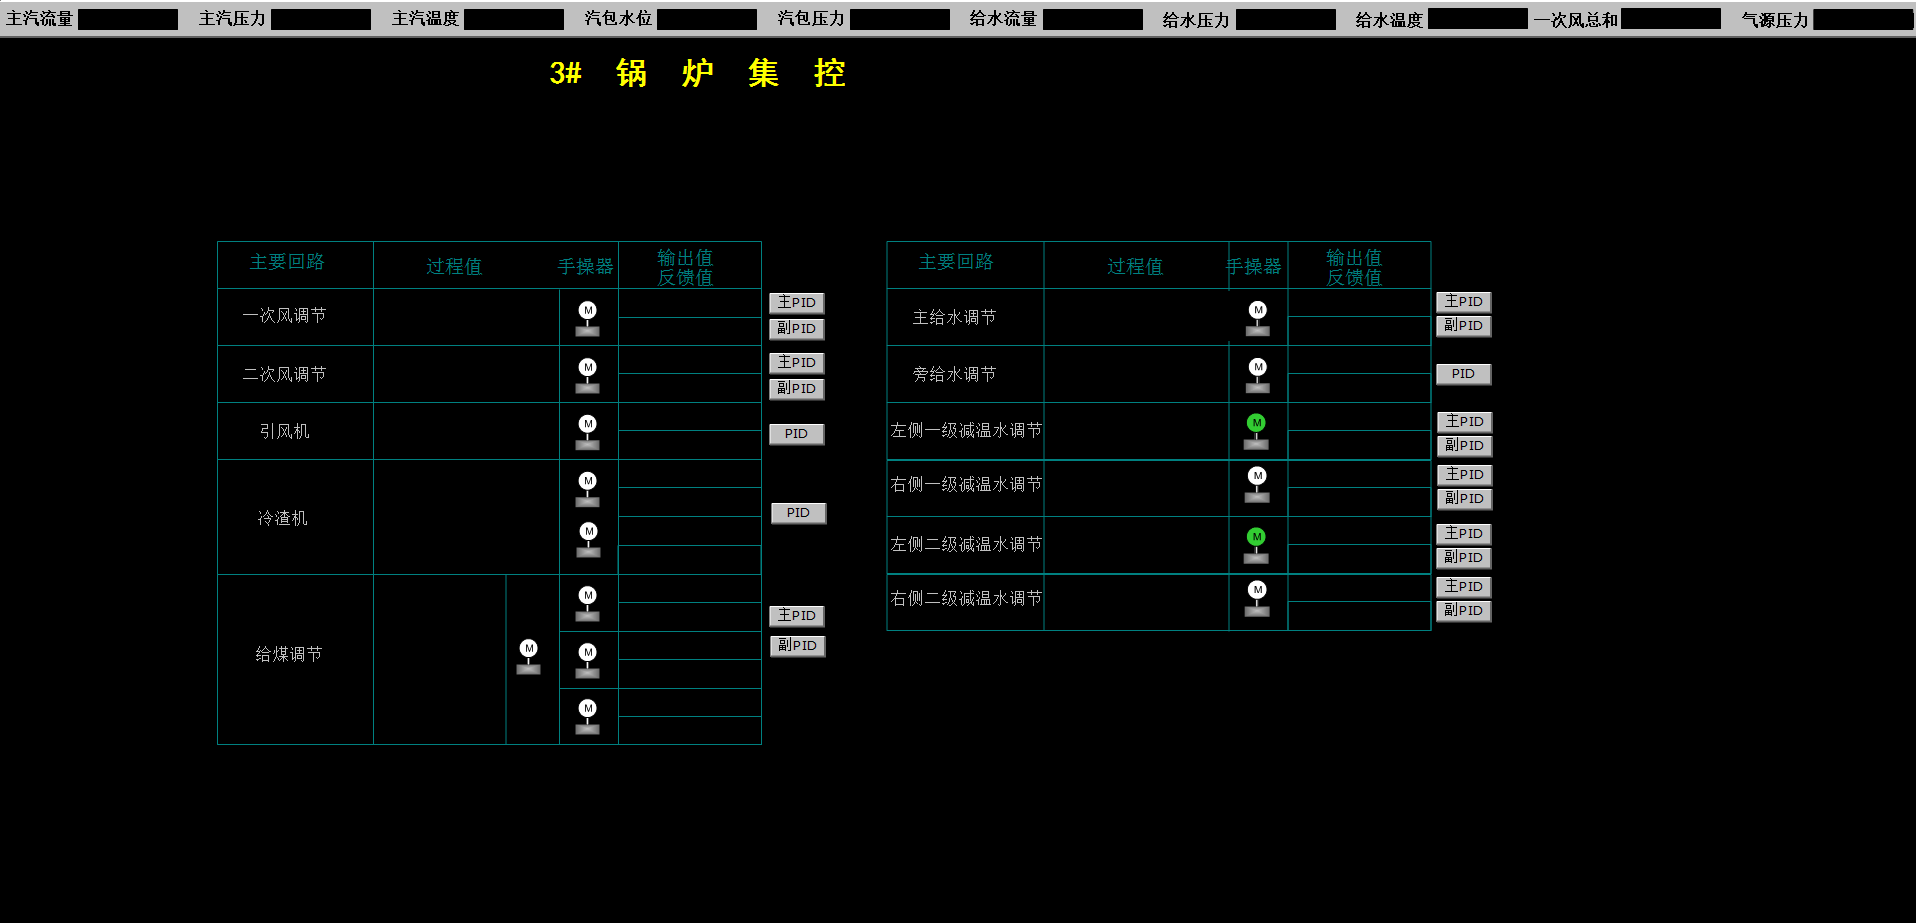 主汽流量 主汽压力 主汽温度 汽包水位 汽包压力 给水流量 给水压力 给水温度 一次风总和 气源压力
3# 锅 炉 集 控
主要回路 过程值 手操器 输出值
反馈值
一次风调节 M 主PID
副PID
二次风调节 M 主PID
副PID
引风机 M PID
冷渣机 M
M PID
给煤调节 M M 主PID
M 副PID
M
主要回路 过程值 手操器 输出值
反馈值
主给水调节 M 主PID
副PID
旁给水调节 M PID
左侧一级减温水调节 M 主PID
副PID
右侧一级减温水调节 M 主PID
副PID
左侧二级减温水调节 M 主PID
副PID
右侧二级减温水调节 M 主PID
副PID